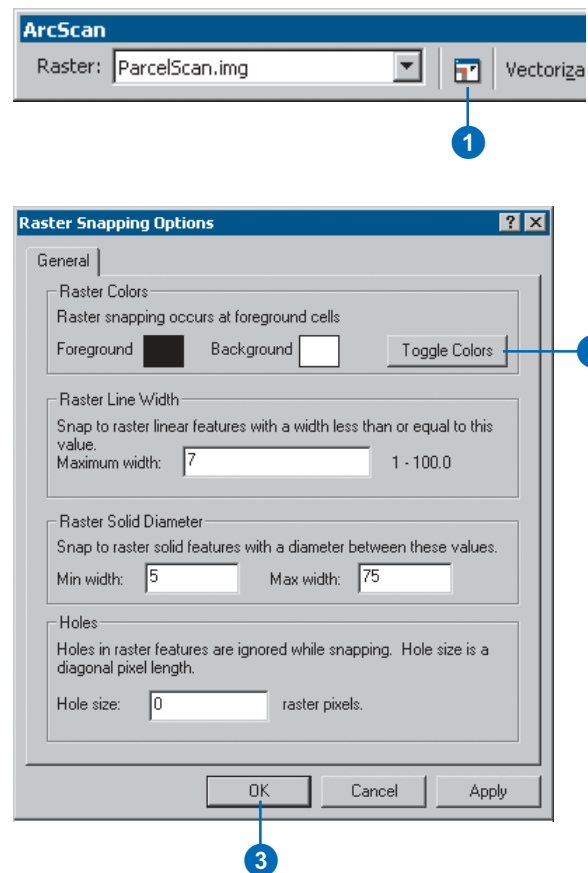 ArcScan
Raster: ParcelScan.img Vectoriza
1
Raster Snapping Options
General
Raster Colors
Raster snapping occurs at foreground cells
Foreground Background Toggle Colors
Raster Line Width
Snap to raster linear features with a width less than or equal to this
value.
Maximum width: 7 1 - 100.0
Raster Solid Diameter
Snap to raster solid features with a diameter between these values.
Min width: 5 Max width: 75
Holes
Holes in raster features are ignored while snapping. Hole size is a
diagonal pixel length.
Hole size: 0 raster pixels.
OK Cancel Apply
3